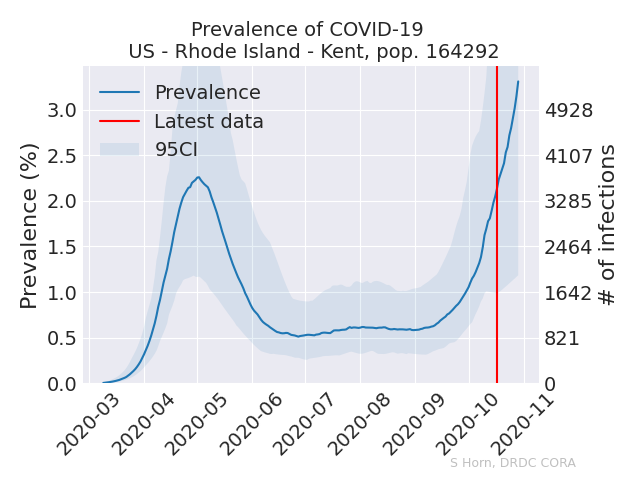 Prevalence of COVID-19
US - Rhode Island - Kent, pop. 164292
Prevalence
Latest data
95CI
Prevalence (%)
3.0
2.5
2.0
1.5
1.0
0.5
0.0
4928
4107
3285
2464
1642
821
0
# of infections
2020-03
2020-04
2020-05
2020-06
2020-07
2020-08
2020-09
2020-10
2020-11
S Horn, DRDC CORA